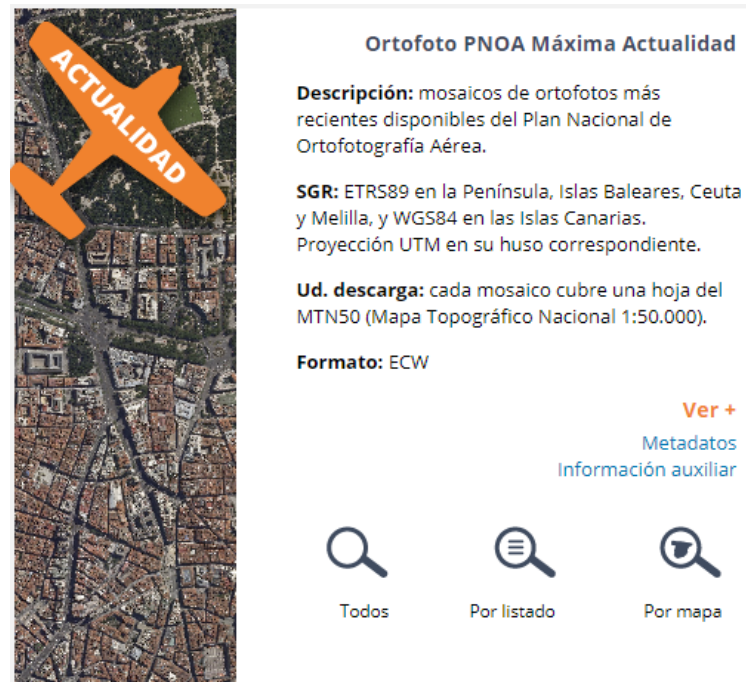 ACTUALIDAD
Ortofoto PNOA Máxima Actualidad
Descripción: mosaicos de ortofotos más
recientes disponibles del Plan Nacional de
Ortofotografía Aérea.
SGR: ETRS89 en la Península, Islas Baleares, Ceuta
y Melilla, y WGS84 en las Islas Canarias.
Proyección UTM en su huso correspondiente.
Ud. descarga: cada mosaico cubre una hoja del
MTN50 (Mapa Topográfico Nacional 1:50.000).
Formato: ECW
Ver +
Metadatos
Información auxiliar
Todos Por listado Por mapa